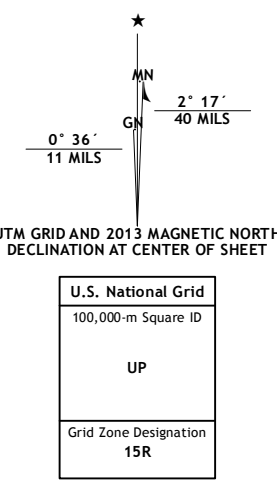 ★
MN
2° 17´
40 MILS
GN
0° 36´
11 MILS
UTM GRID AND 2013 MAGNETIC NORTH
DECLINATION AT CENTER OF SHEET
U.S. National Grid
100,000-m Square ID
UP
Grid Zone Designation
15R